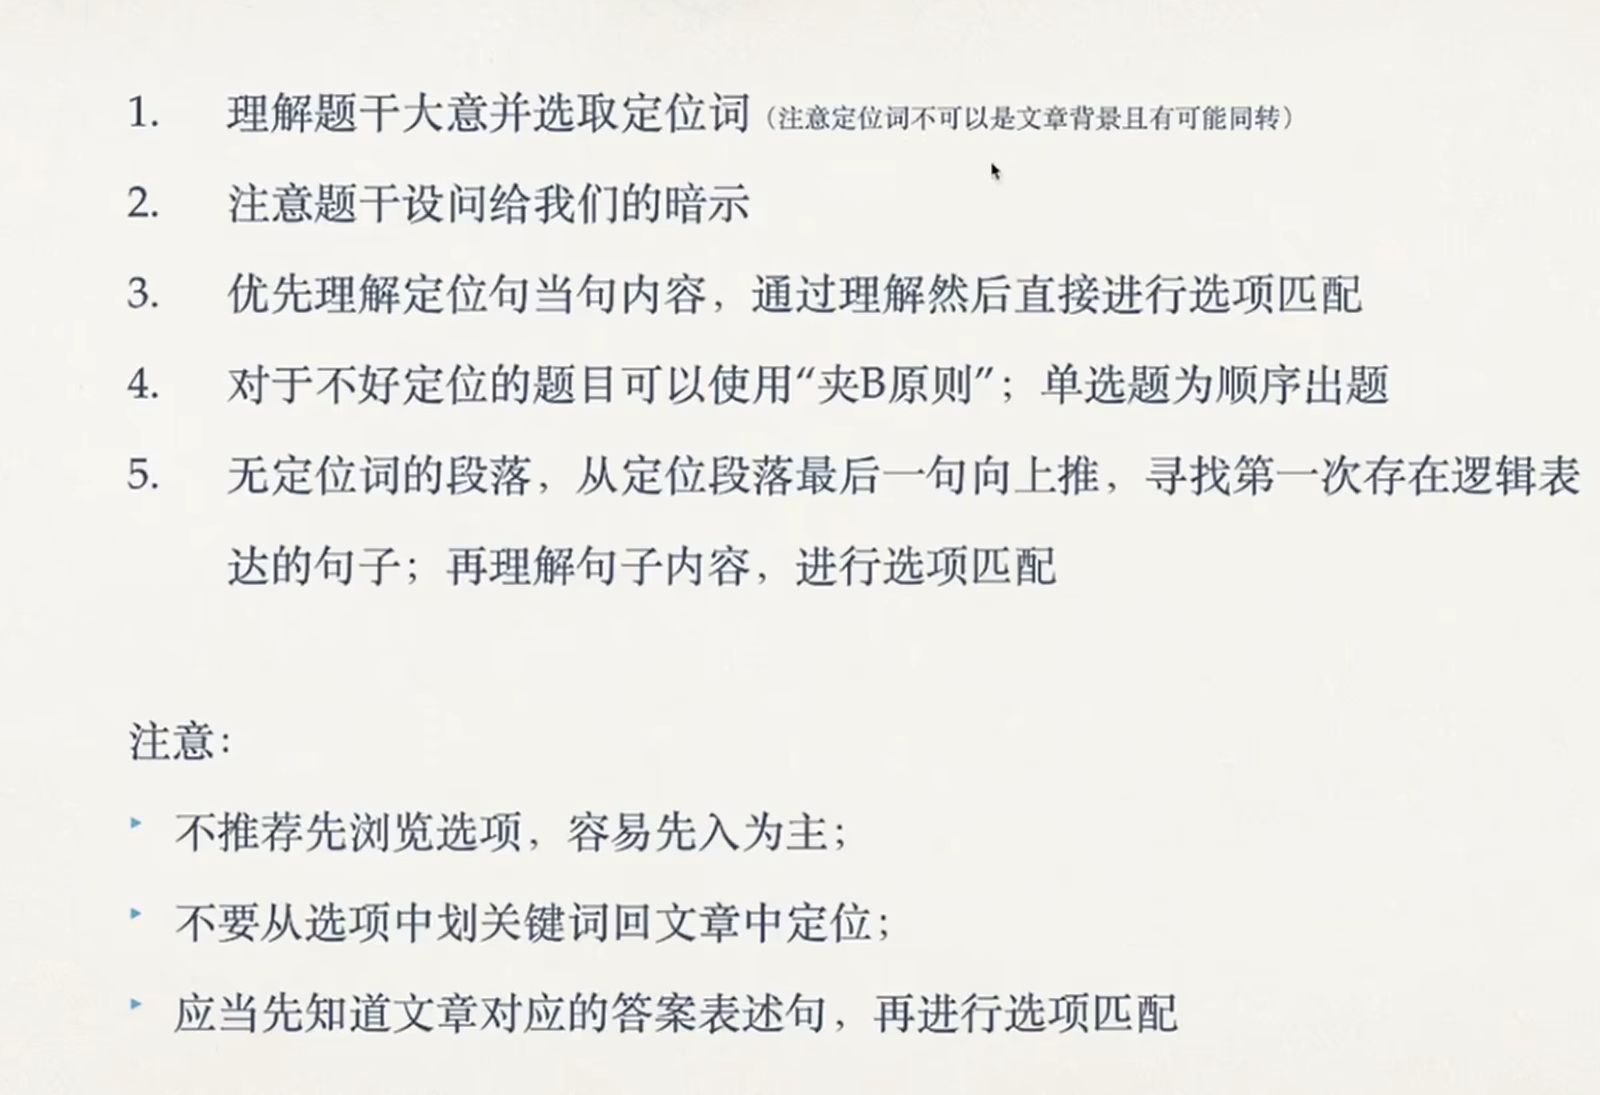 1. 理解题干大意并选取定位词（注意定位词不可以是文章背景且有可能同转）
2. 注意题干设问给我们的暗示
3. 优先理解定位句当句内容，通过理解然后直接进行选项匹配
4. 对于不好定位的题目可以使用“夹B原则”；单选题为顺序出题
5. 无定位词的段落，从定位段落最后一句向上推，寻找第一次存在逻辑表
达的句子；再理解句子内容，进行选项匹配
注意：
‣ 不推荐先浏览选项，容易先入为主；
‣ 不要从选项中划关键词回文章中定位；
‣ 应当先知道文章对应的答案表述句，再进行选项匹配